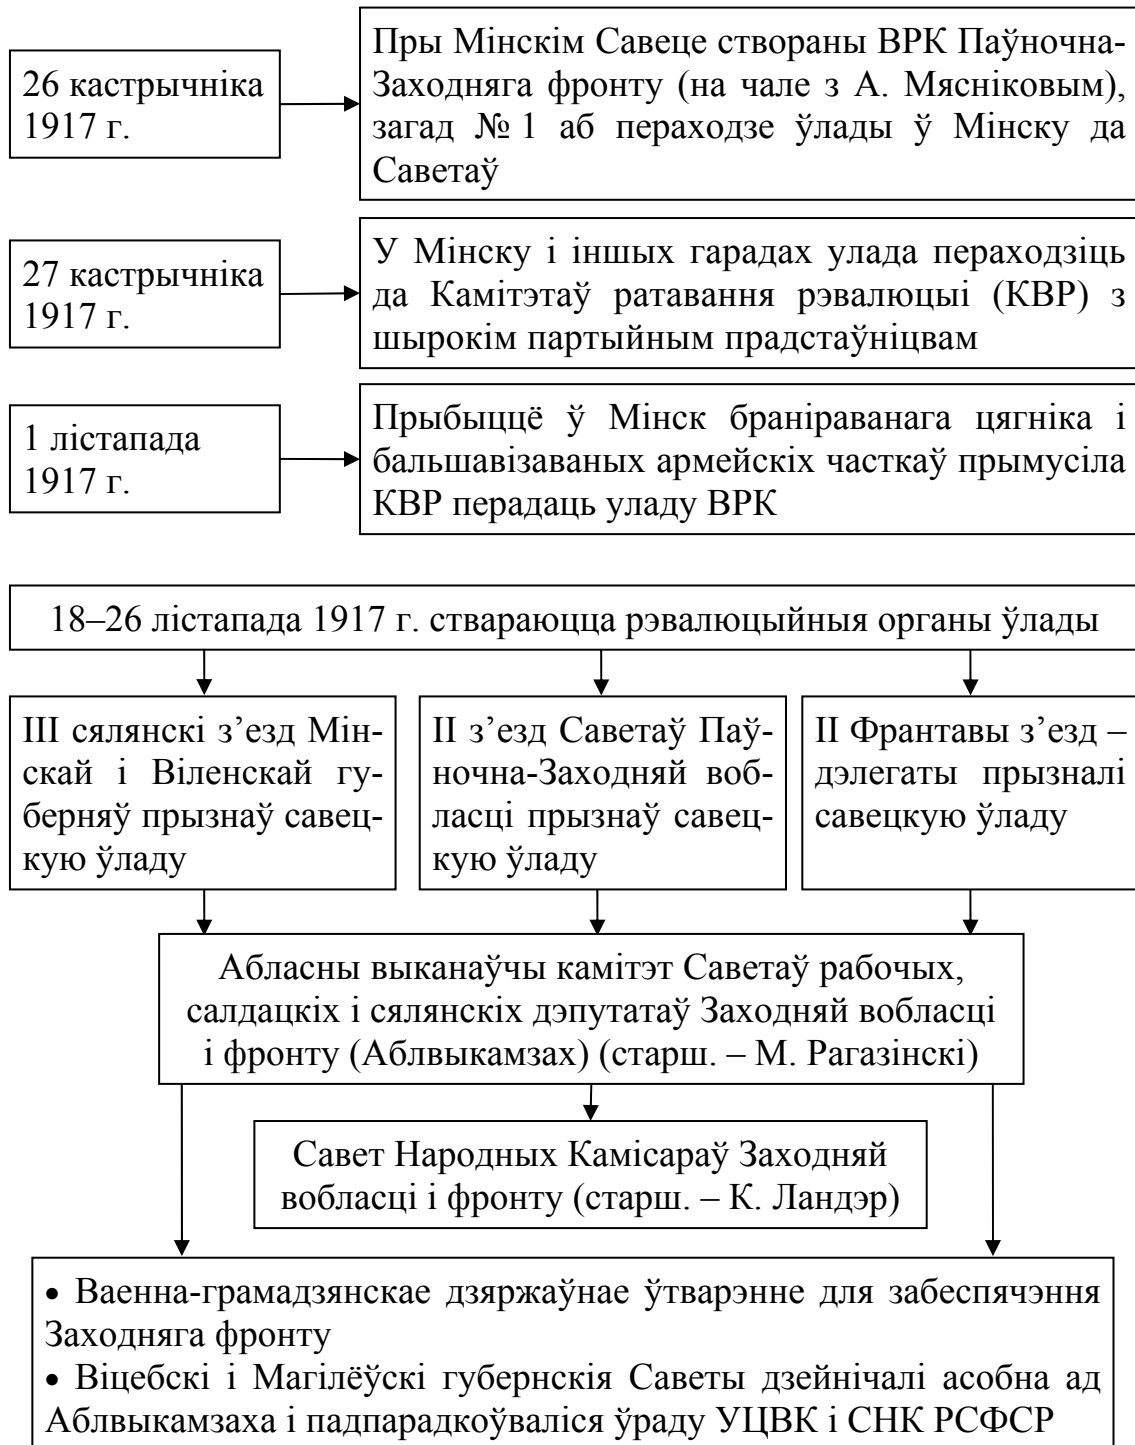 26 кастрычніка
1917 г.
Пры Мінскім Савеце створаны ВРК Паўночна-
Заходняга фронту (на чале з А. Мясніковым),
загад № 1 аб пераходзе ўлады ў Мінску да
Саветаў
27 кастрычніка
1917 г.
У Мінску і іншых гарадах улада пераходзіць
да Камітэтаў ратавання рэвалюцыі (КВР) з
шырокім партыйным прадстаўніцвам
1 лістапада
1917 г.
Прыбыццё ў Мінск браніраванага цягніка і
бальшавізаваных армейскіх часткаў прымусіла
КВР перадаць уладу ВРК
18–26 лістапада 1917 г. ствараюцца рэвалюцыйныя органы ўлады
III сялянскі з’езд Мін-
скай і Віленскай гу-
берняў прызнаў савец-
кую ўладу
II з’езд Саветаў Паў-
ночна-Заходняй воб-
ласці прызнаў савец-
кую ўладу
II Франтавы з’езд –
дэлегаты прызналі
савецкую ўладу
Абласны выканаўчы камітэт Саветаў рабочых,
салдацкіх і сялянскіх дэпутатаў Заходняй вобласці
і фронту (Аблвыкамзах) (старш. – М. Рагазінскі)
Савет Народных Камісараў Заходняй
вобласці і фронту (старш. – К. Ландэр)
• Ваенна-грамадзянскае дзяржаўнае ўтварэнне для забеспячэння
Заходняга фронту
• Віцебскі і Магілёўскі губернскія Саветы дзейнічалі асобна ад
Аблвыкамзаха і падпарадкоўваліся ўраду УЦВК і СНК РСФСР